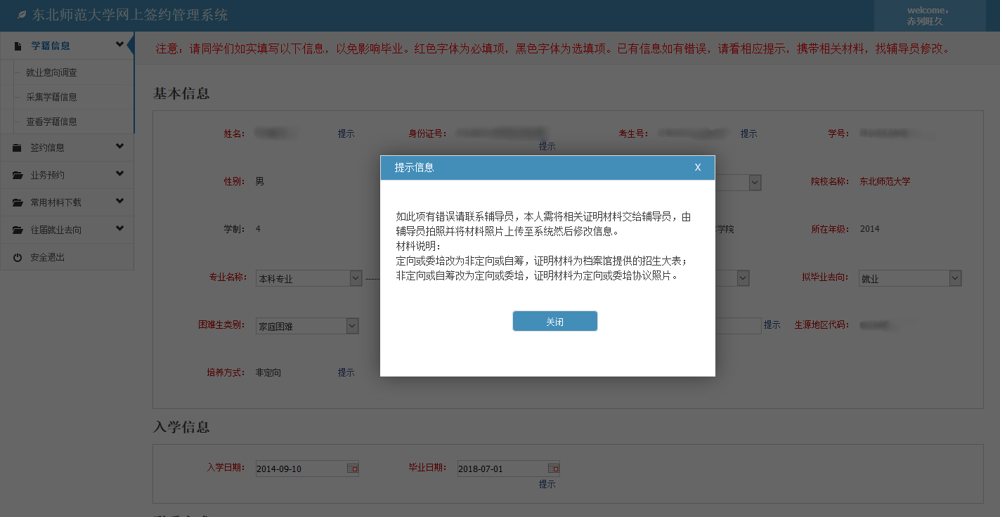 东北师范大学网上签约管理系统
welcome,
赤列旺久
学籍信息
注意：请同学们如实填写以下信息，以免影响毕业。红色字体为必填项，黑色字体为选填项。已有信息如有错误，请看相应提示，携带相关材料，找辅导员修改。
就业意向调查
采集学籍信息
查看学籍信息
签约信息
业务预约
常用材料下载
往届就业去向
安全退出
基本信息
姓名： 提示 身份证号： 提示 考生号： 提示 学号：
性别： 男 院校名称： 东北师范大学
学制： 4 学院 所在年级： 2014
专业名称： 本科专业 ----- 拟毕业去向： 就业
困难生类别： 家庭困难 提示 生源地区代码：
培养方式： 非定向 提示
提示信息 X
如此项有错误请联系辅导员，本人需将相关证明材料交给辅导员，由
辅导员拍照并将材料照片上传至系统然后修改信息。
材料说明：
定向或委培改为非定向或自筹，证明材料为档案馆提供的招生大表；
非定向或自筹改为定向或委培，证明材料为定向或委培协议照片。
关闭
入学信息
入学日期： 2014-09-10 毕业日期： 2018-07-01
提示